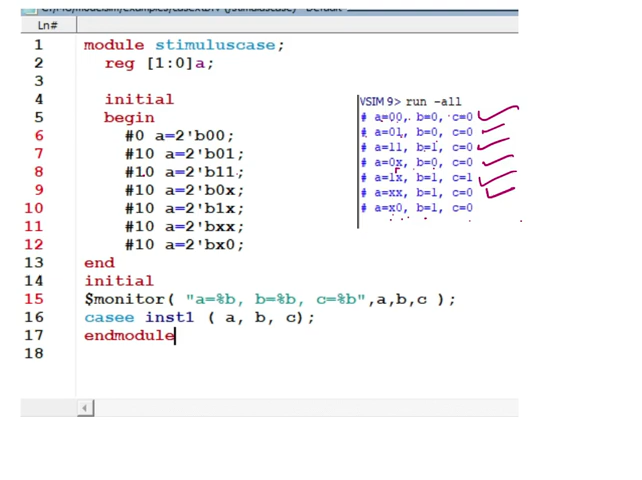 Ln#
1 module stimuluscase;
2 reg [1:0]a;
3
4 initial
5 begin
6 #0 a=2'b00;
7 #10 a=2'b01;
8 #10 a=2'b11;
9 #10 a=2'b0x;
10 #10 a=2'b1x;
11 #10 a=2'bxx;
12 #10 a=2'bx0;
13 end
14 initial
15 $monitor( "a=%b, b=%b, c=%b",a,b,c );
16 casee inst1 ( a, b, c);
17 endmodule
18
VSIM 9> run -all
# a=00, b=0, c=0
# a=01, b=0, c=0
# a=11, b=1, c=0
# a=0x, b=0, c=0
# a=1x, b=1, c=1
# a=xx, b=1, c=0
# a=x0, b=1, c=0